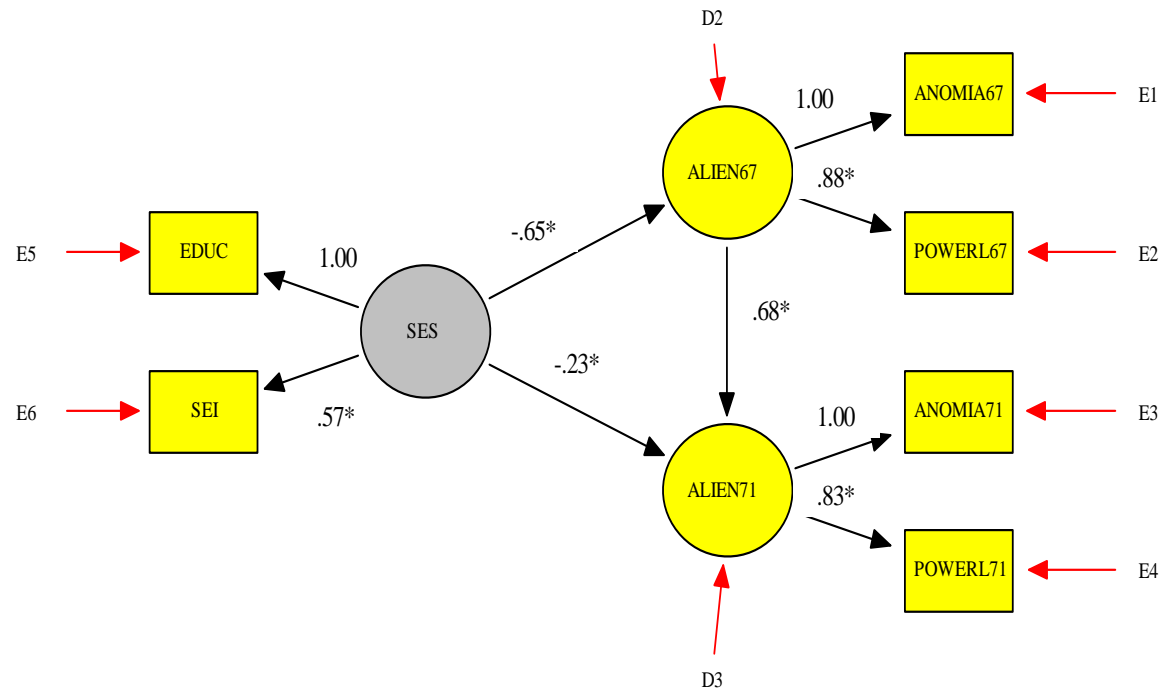 D2
ANOMIA67
E1
1.00
ALIEN67
.88*
-.65*
EDUC
E5
1.00
POWERL67
E2
SES
.68*
-.23*
SEI
E6
.57*
ANOMIA71
E3
1.00
ALIEN71
.83*
POWERL71
E4
D3